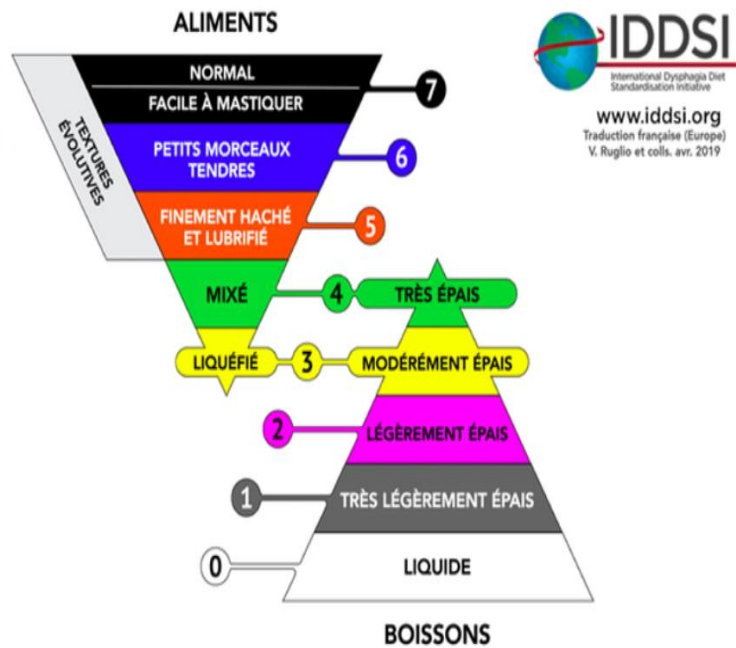 ALIMENTS
IDDSI
International Dysphagia Diet
Standardisation Initiative
www.iddsi.org
Traduction française (Europe)
V. Ruglio et colls. avr. 2019
TEXTURES
ÉVOLUTIVES
NORMAL
FACILE À MASTIQUER
7
PETITS MORCEAUX
TENDRES
6
FINEMENT HACHÉ
ET LUBRIFIÉ
5
MIXÉ
4
TRÈS ÉPAIS
LIQUÉFIÉ
3
MODÉRÉMENT ÉPAIS
2
LÉGÈREMENT ÉPAIS
1
TRÈS LÉGÈREMENT ÉPAIS
0
LIQUIDE
BOISSONS